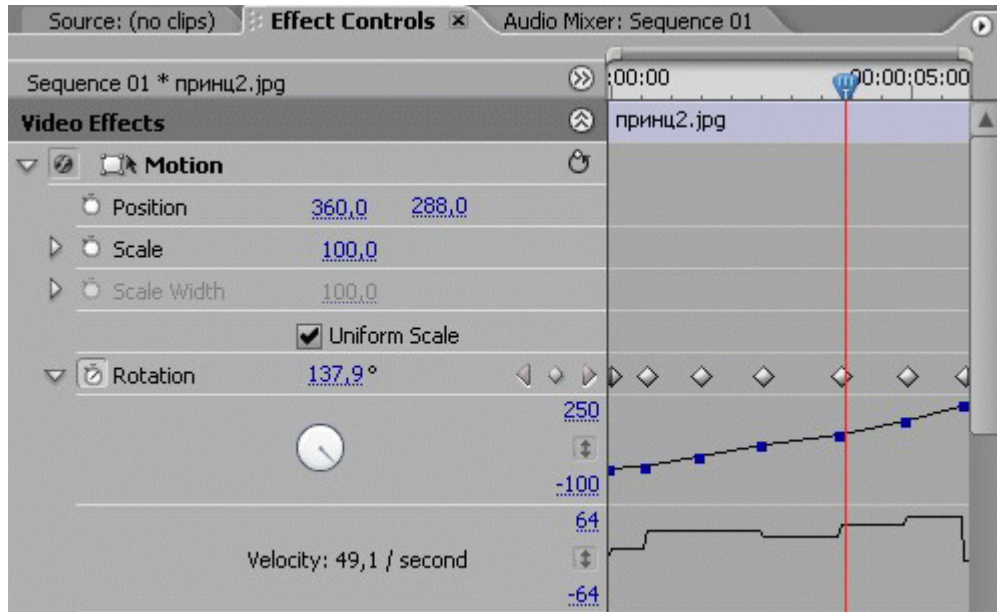 Source: (no clips) Effect Controls Audio Mixer: Sequence 01
Sequence 01 * принц2.jpg
:00:00 00:00:05:00
Video Effects
принц2.jpg
Motion
Position 360,0 288,0
Scale 100,0
Scale Width 100,0
Uniform Scale
Rotation 137,9°
250
-100
64
Velocity: 49,1 / second
-64